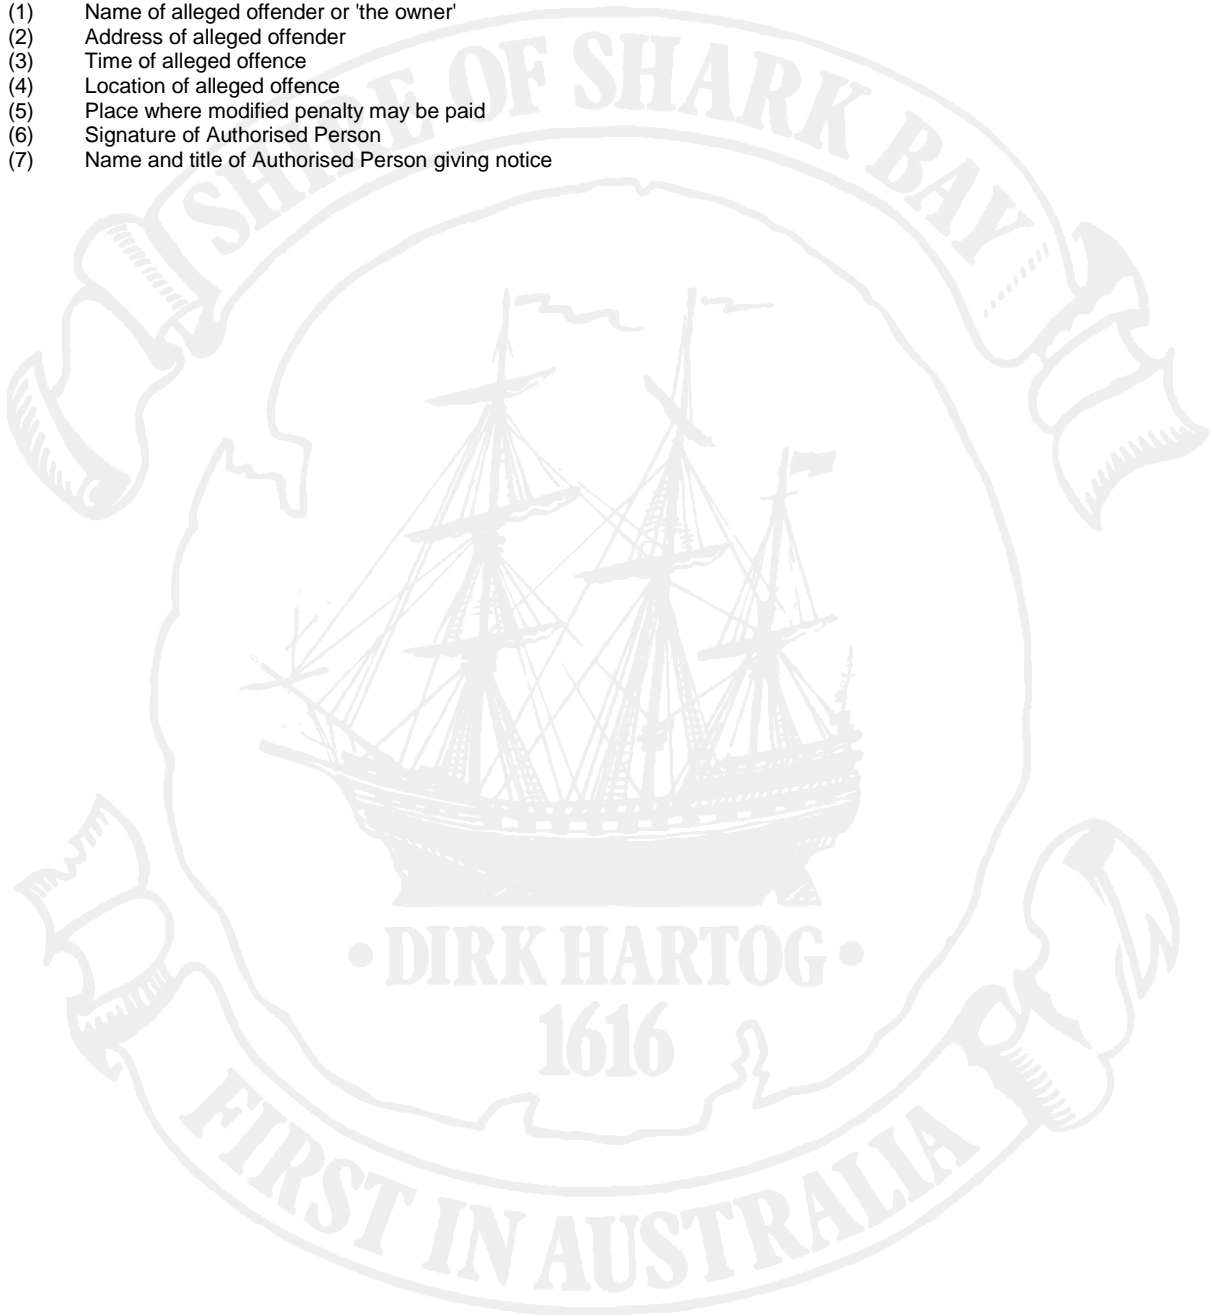 (1) Name of alleged offender or 'the owner'
(2) Address of alleged offender
(3) Time of alleged offence
(4) Location of alleged offence
(5) Place where modified penalty may be paid
(6) Signature of Authorised Person
(7) Name and title of Authorised Person giving notice
SHIRE OF SHARK BAY
• DIRK HARTOG •
1616
FIRST IN AUSTRALIA